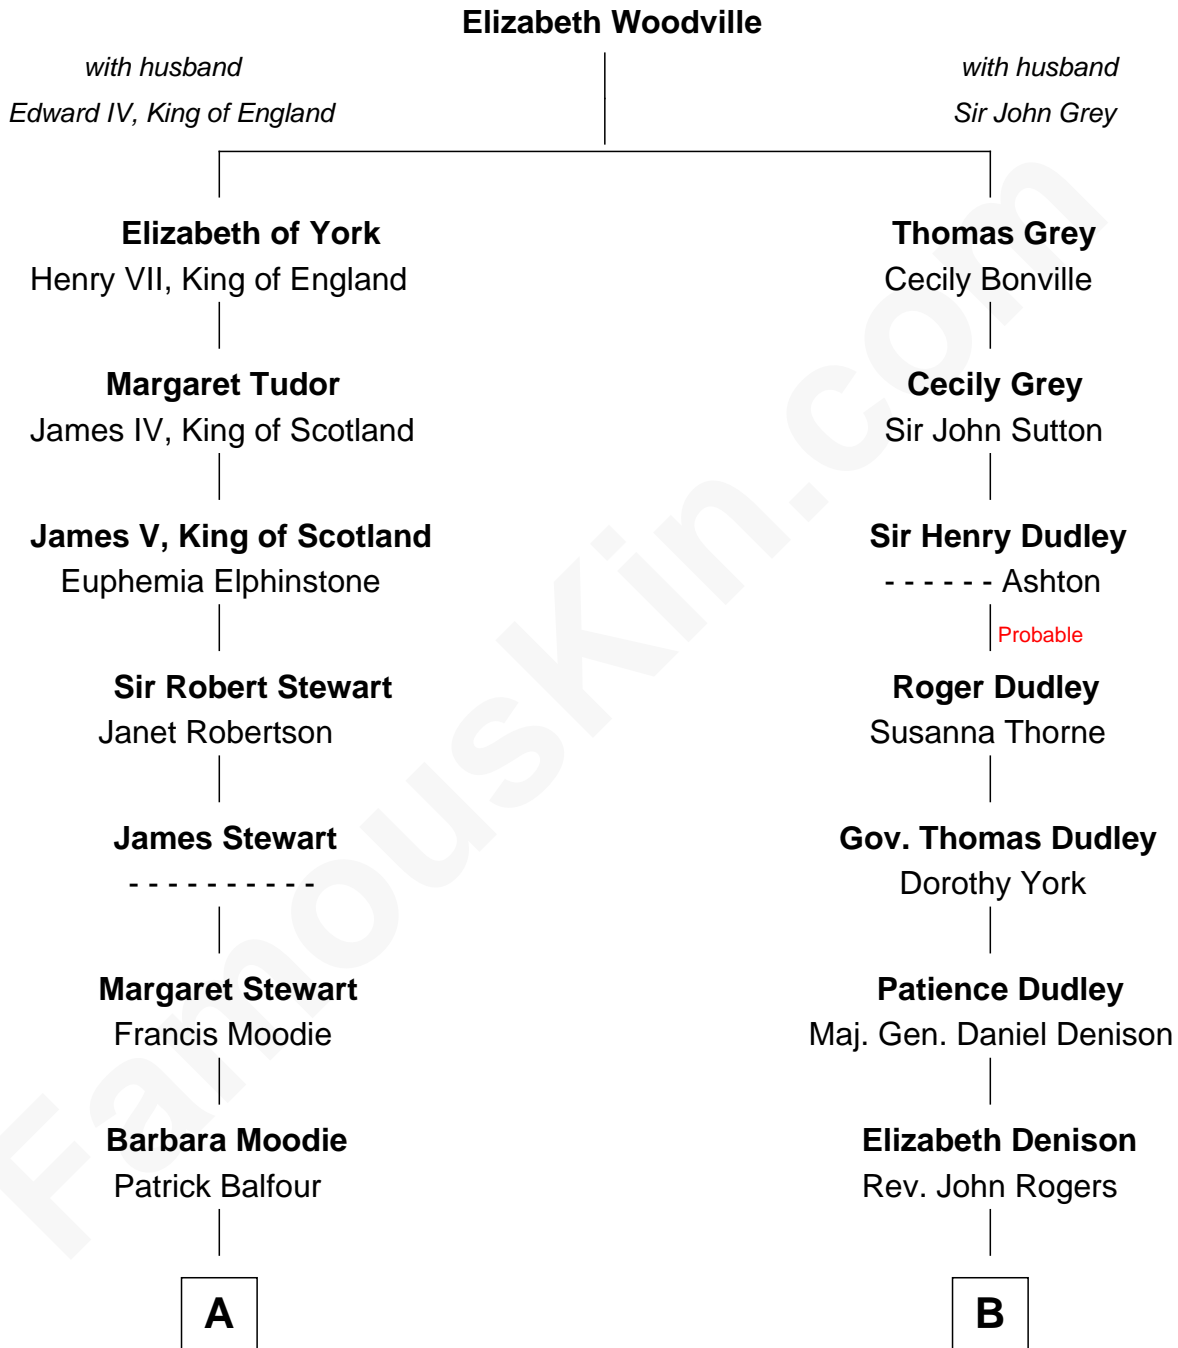 Elizabeth Woodville
with husband
Edward IV, King of England
with husband
Sir John Grey
Elizabeth of York
Henry VII, King of England
Margaret Tudor
James IV, King of Scotland
James V, King of Scotland
Euphemia Elphinstone
Sir Robert Stewart
Janet Robertson
James Stewart
- - - - - - - - - -
Margaret Stewart
Francis Moodie
Barbara Moodie
Patrick Balfour
A
Thomas Grey
Cecily Bonville
Cecily Grey
Sir John Sutton
Sir Henry Dudley
- - - - - - Ashton
Probable
Roger Dudley
Susanna Thorne
Gov. Thomas Dudley
Dorothy York
Patience Dudley
Maj. Gen. Daniel Denison
Elizabeth Denison
Rev. John Rogers
B
FamousKin.com